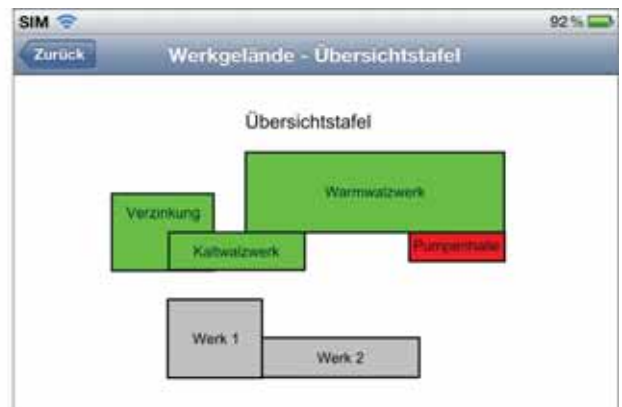 SIM 92 %
Zurück Werkgelände - Übersichtstafel
Übersichtstafel
Warmwalzwerk
Verzinkung
Kaltwalzwerk Pumpenhalle
Werk 1
Werk 2